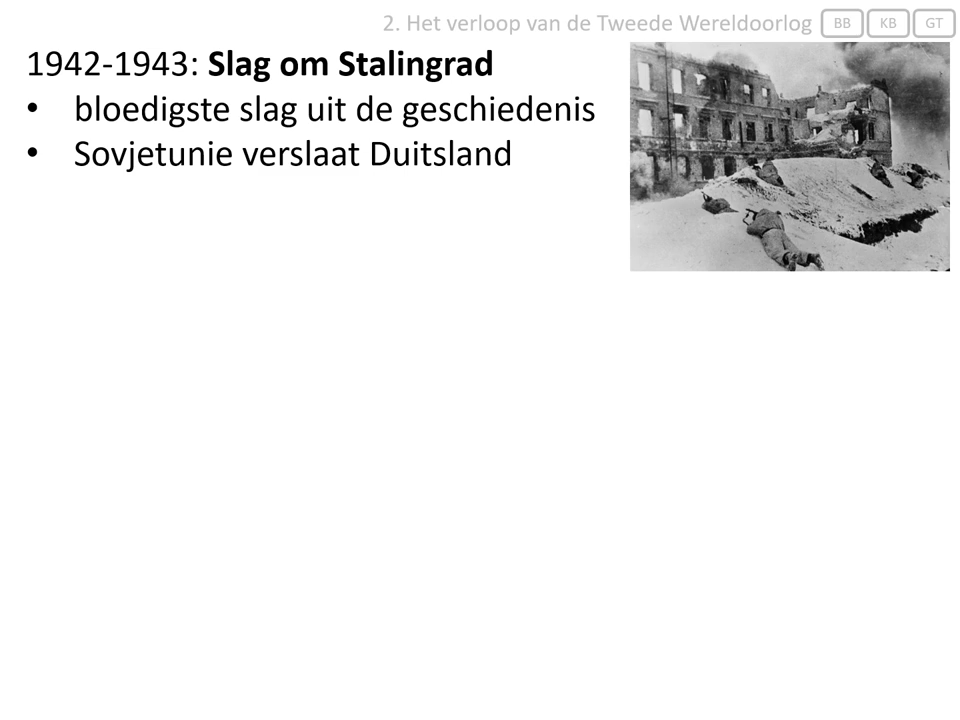 2. Het verloop van de Tweede Wereldoorlog BB KB GT
1942-1943: Slag om Stalingrad
• bloedigste slag uit de geschiedenis
• Sovjetunie verslaat Duitsland